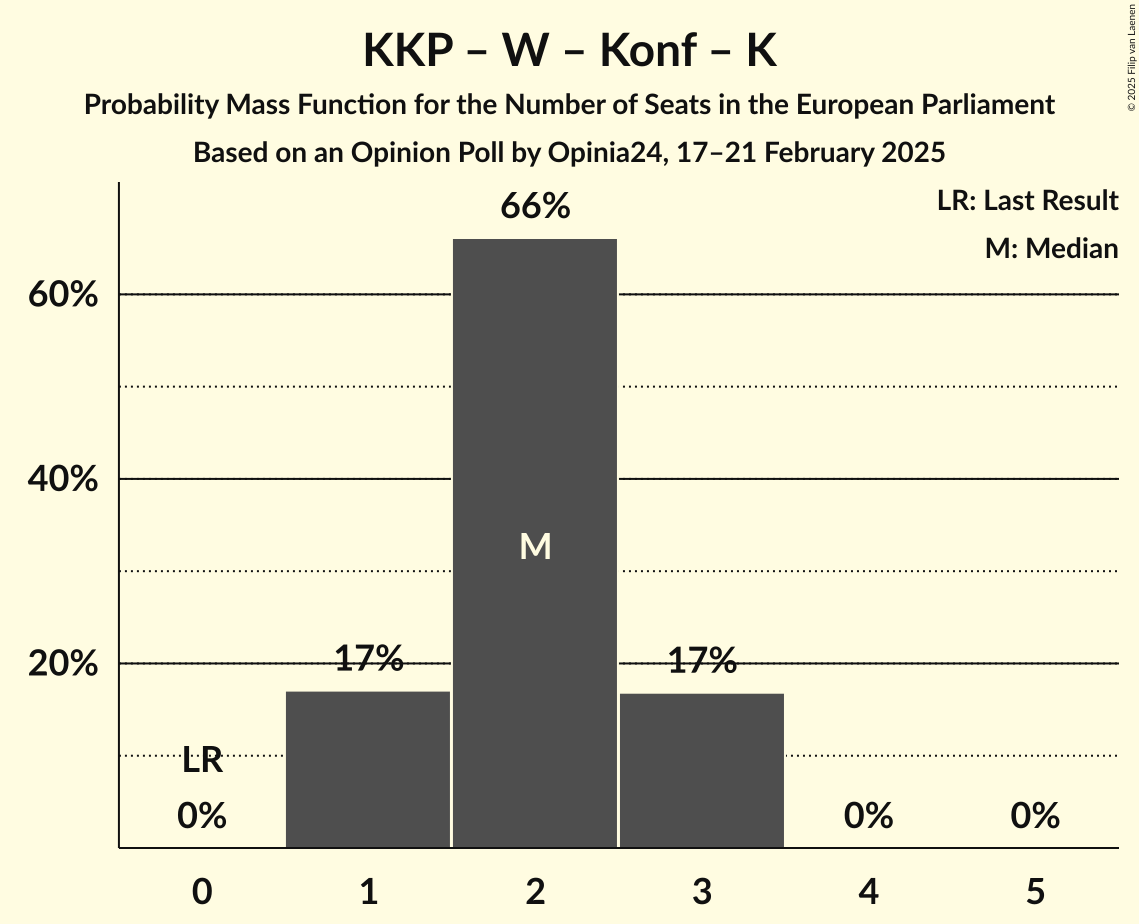 KKP – W – Konf – K
Probability Mass Function for the Number of Seats in the European Parliament
Based on an Opinion Poll by Opinia24, 17–21 February 2025
© 2025 Filip van Laenen
LR: Last Result
M: Median
66%
60%
40%
M
20%
17%
17%
LR
0%
0%
0%
0
1
2
3
4
5